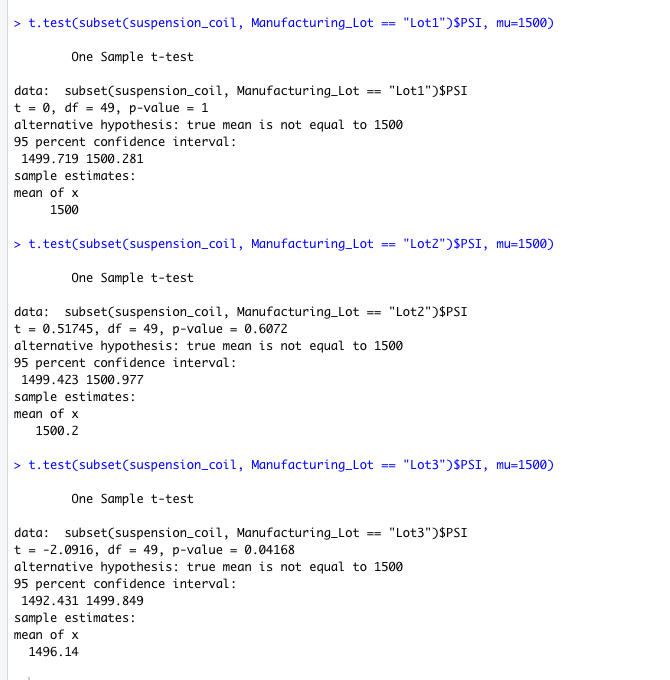 > t.test(subset(suspension_coil, Manufacturing_Lot == "Lot1")$PSI, mu=1500)
One Sample t-test
data:  subset(suspension_coil, Manufacturing_Lot == "Lot1")$PSI
t = 0, df = 49, p-value = 1
alternative hypothesis: true mean is not equal to 1500
95 percent confidence interval:
1499.719 1500.281
sample estimates:
mean of x
1500
> t.test(subset(suspension_coil, Manufacturing_Lot == "Lot2")$PSI, mu=1500)
One Sample t-test
data:  subset(suspension_coil, Manufacturing_Lot == "Lot2")$PSI
t = 0.51745, df = 49, p-value = 0.6072
alternative hypothesis: true mean is not equal to 1500
95 percent confidence interval:
1499.423 1500.977
sample estimates:
mean of x
1500.2
> t.test(subset(suspension_coil, Manufacturing_Lot == "Lot3")$PSI, mu=1500)
One Sample t-test
data:  subset(suspension_coil, Manufacturing_Lot == "Lot3")$PSI
t = -2.0916, df = 49, p-value = 0.04168
alternative hypothesis: true mean is not equal to 1500
95 percent confidence interval:
1492.431 1499.849
sample estimates:
mean of x
1496.14